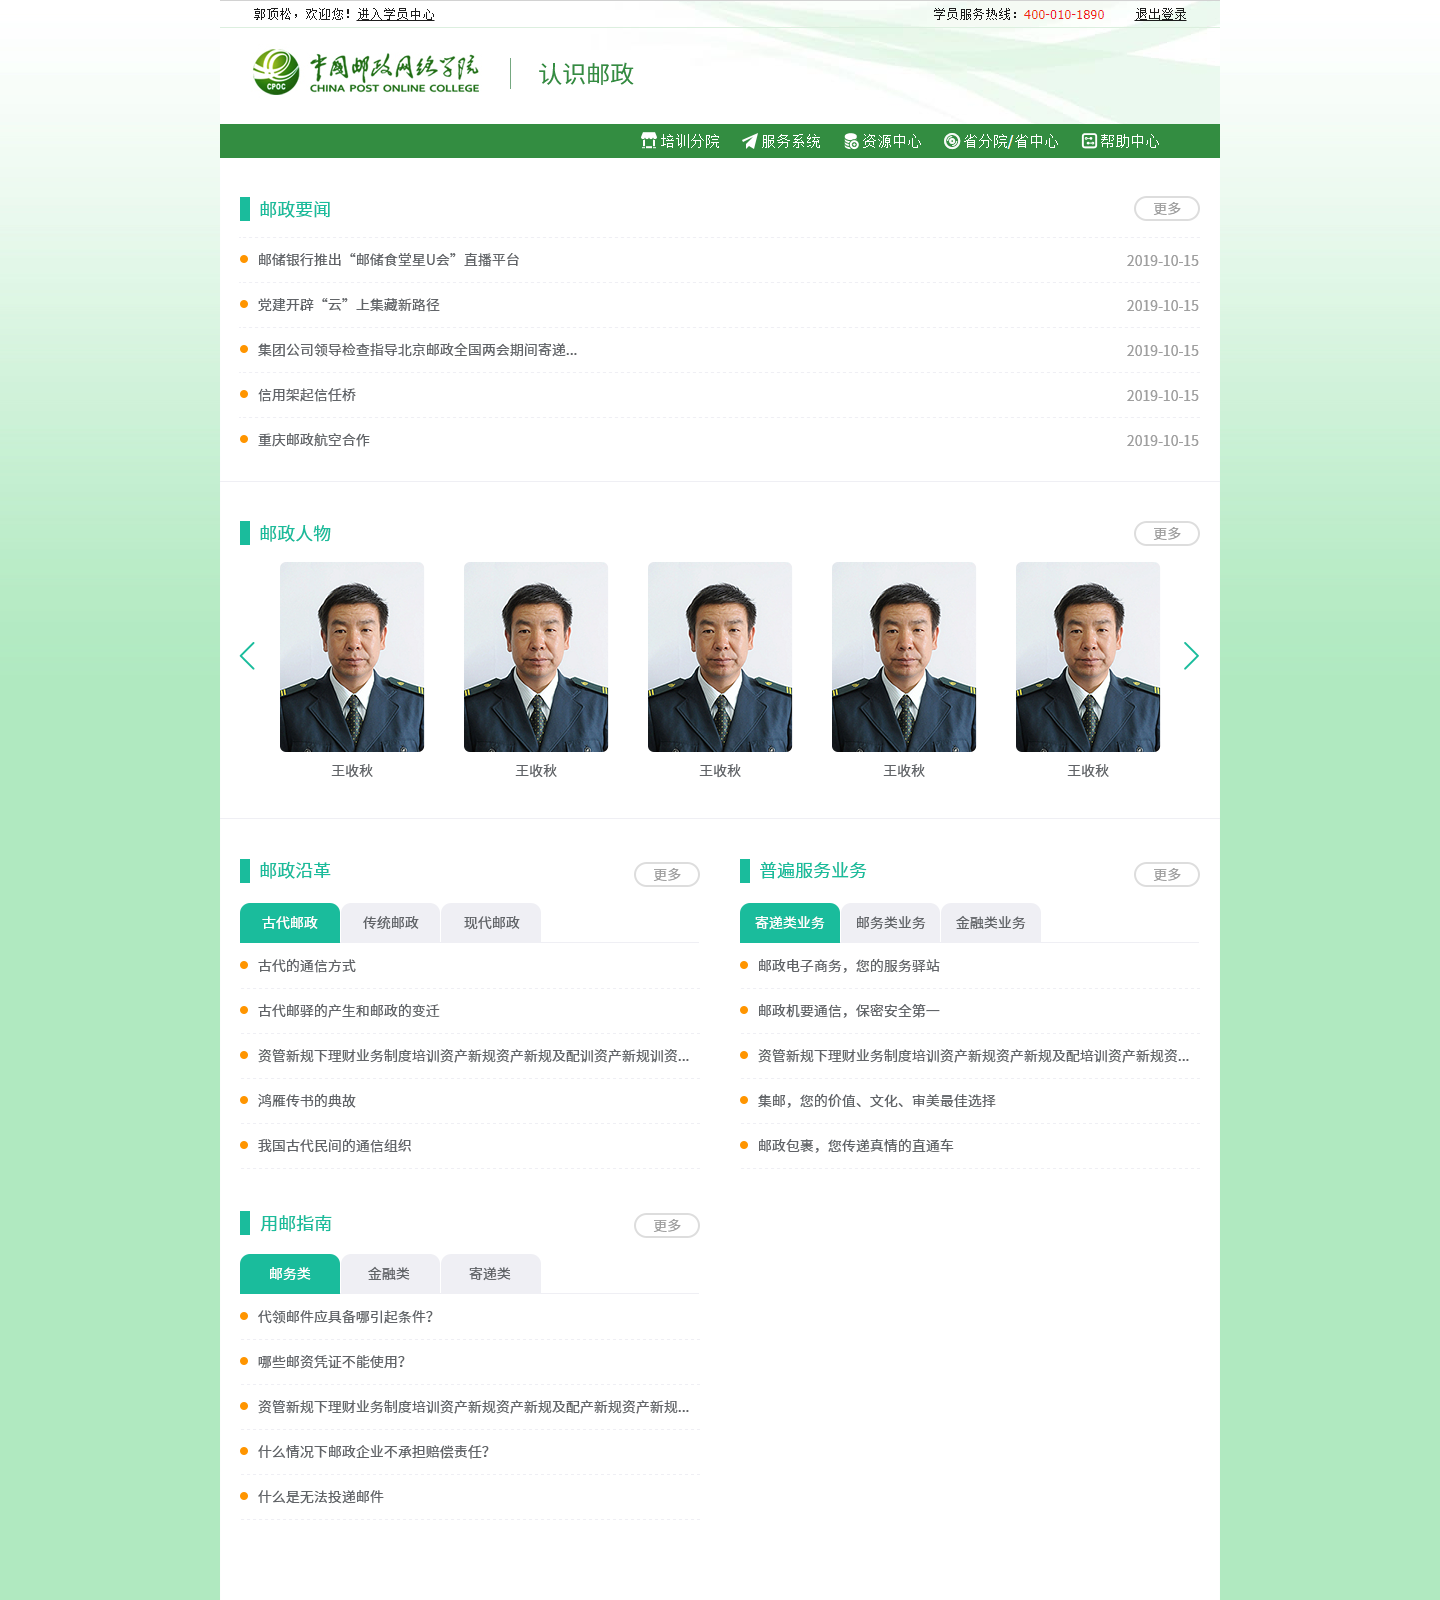 郭顶松，欢迎您！进入学员中心
学员服务热线：400-010-1890 退出登录
CPOC 中国邮政网络学院
CHINA POST ONLINE COLLEGE
认识邮政
培训分院 服务系统 资源中心 省分院/省中心 帮助中心
邮政要闻 更多
邮储银行推出“邮储食堂星U会”直播平台 2019-10-15
党建开辟“云”上集藏新路径 2019-10-15
集团公司领导检查指导北京邮政全国两会期间寄递... 2019-10-15
信用架起信任桥 2019-10-15
重庆邮政航空合作 2019-10-15
邮政人物 更多
王收秋 王收秋 王收秋 王收秋 王收秋
邮政沿革 更多
古代邮政 传统邮政 现代邮政
古代的通信方式
古代邮驿的产生和邮政的变迁
资管新规下理财业务制度培训资产新规资产新规及配训资产新规训资...
鸿雁传书的典故
我国古代民间的通信组织
普遍服务业务 更多
寄递类业务 邮务类业务 金融类业务
邮政电子商务，您的服务驿站
邮政机要通信，保密安全第一
资管新规下理财业务制度培训资产新规资产新规及配培训资产新规资...
集邮，您的价值、文化、审美最佳选择
邮政包裹，您传递真情的直通车
用邮指南 更多
邮务类 金融类 寄递类
代领邮件应具备哪引起条件？
哪些邮资凭证不能使用？
资管新规下理财业务制度培训资产新规资产新规及配产新规资产新规...
什么情况下邮政企业不承担赔偿责任？
什么是无法投递邮件